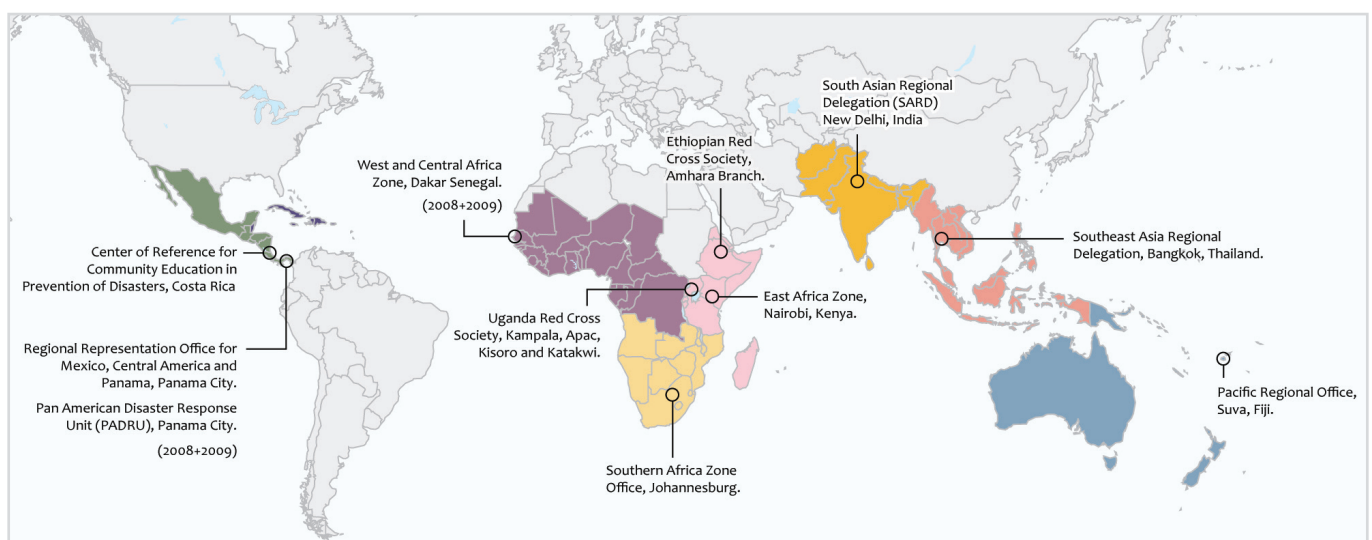 South Asian Regional
Delegation (SARD)
New Delhi, India
Ethiopian Red
Cross Society,
Amhara Branch.
West and Central Africa
Zone, Dakar Senegal.
(2008+2009)
Center of Reference for
Community Education in
Prevention of Disasters, Costa Rica
Southeast Asia Regional
Delegation, Bangkok, Thailand.
Uganda Red Cross
Society, Kampala, Apac,
Kisoro and Katakwi.
East Africa Zone,
Nairobi, Kenya.
Regional Representation Office for
Mexico, Central America and
Panama, Panama City.
Pan American Disaster Response
Unit (PADRU), Panama City.
(2008+2009)
Pacific Regional Office,
Suva, Fiji.
Southern Africa Zone
Office, Johannesburg.